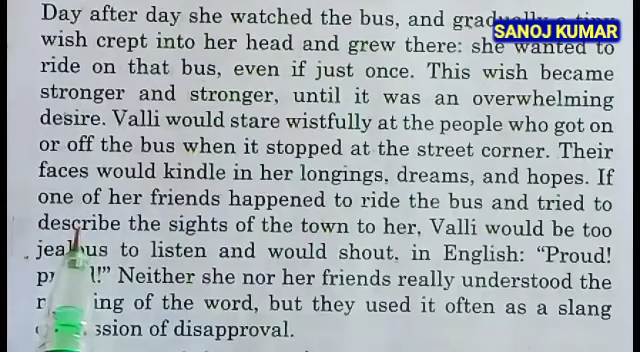 Day after day she watched the bus, and gradually a tiny
SANOJ KUMAR
wish crept into her head and grew there: she wanted to
ride on that bus, even if just once. This wish became
stronger and stronger, until it was an overwhelming
desire. Valli would stare wistfully at the people who got on
or off the bus when it stopped at the street corner. Their
faces would kindle in her longings, dreams, and hopes. If
one of her friends happened to ride the bus and tried to
describe the sights of the town to her, Valli would be too
jealous to listen and would shout, in English: “Proud!
Neither she nor her friends really understood the
of the word, but they used it often as a slang
of disapproval.